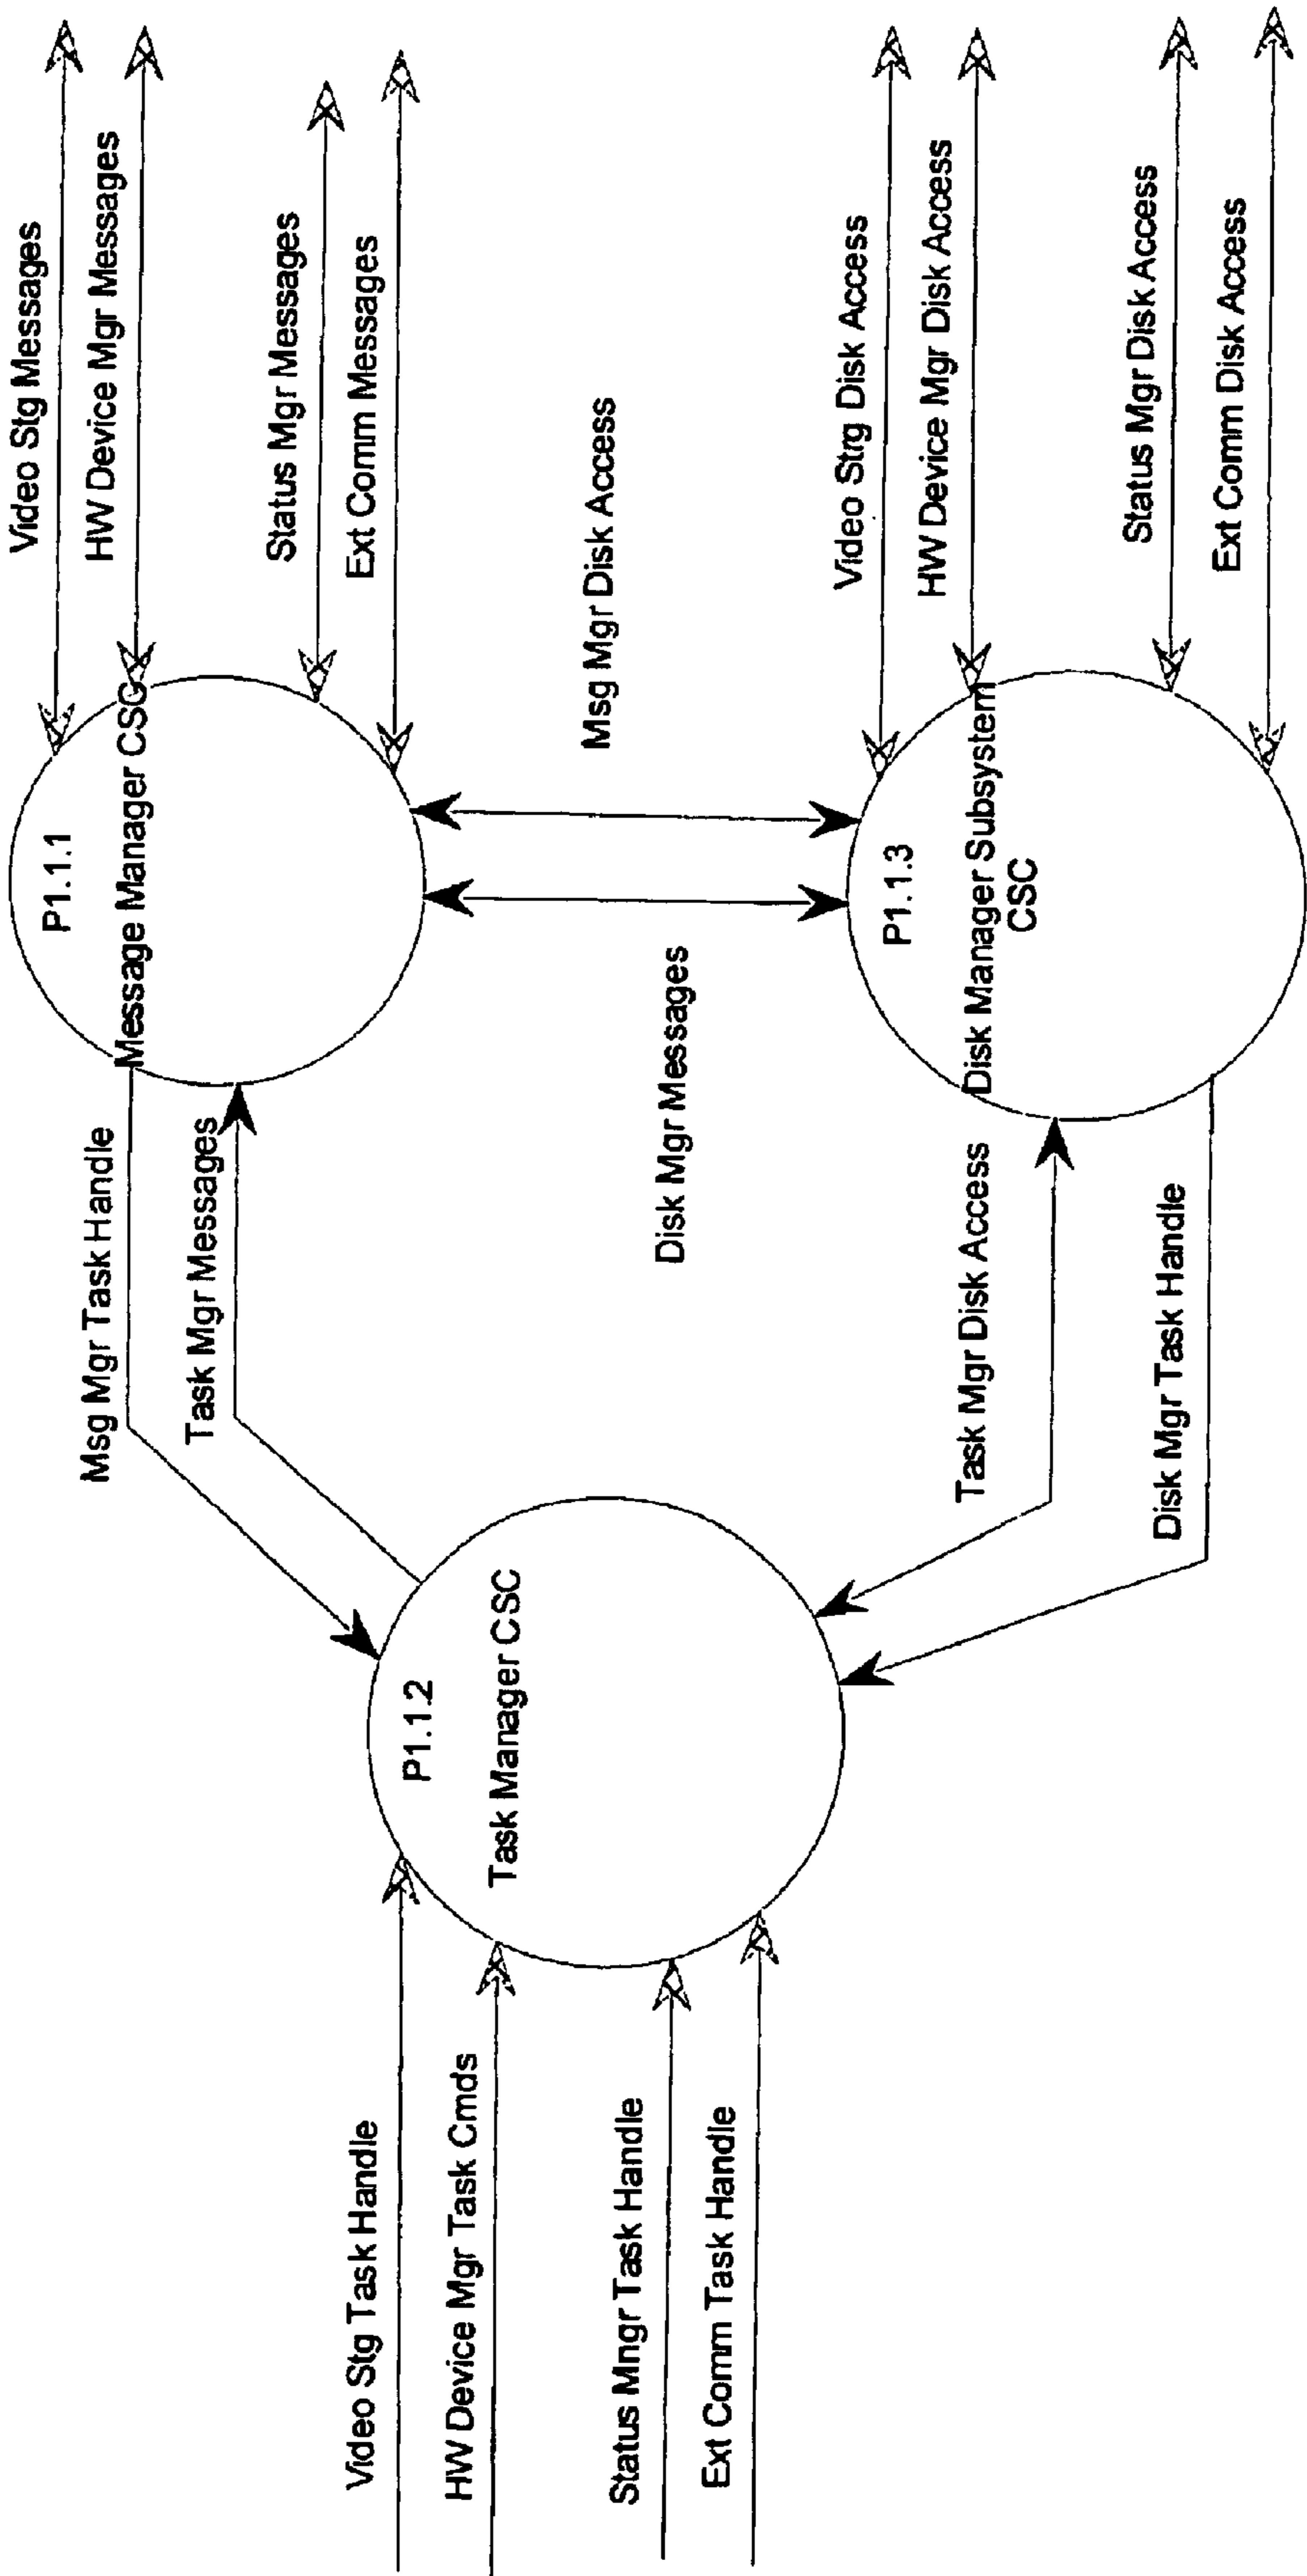 Video Stg Messages
HW Device Mgr Messages
Status Mgr Messages
Ext Comm Messages
P1.1.1
Message Manager CSC
Msg Mgr Task Handle
Task Mgr Messages
Msg Mgr Disk Access
Disk Mgr Messages
P1.1.2
Task Manager CSC
Video Stg Task Handle
HW Device Mgr Task Cmds
Status Mngr Task Handle
Ext Comm Task Handle
Task Mgr Disk Access
Disk Mgr Task Handle
P1.1.3
Disk Manager Subsystem
CSC
Video Strg Disk Access
HW Device Mgr Disk Access
Status Mgr Disk Access
Ext Comm Disk Access